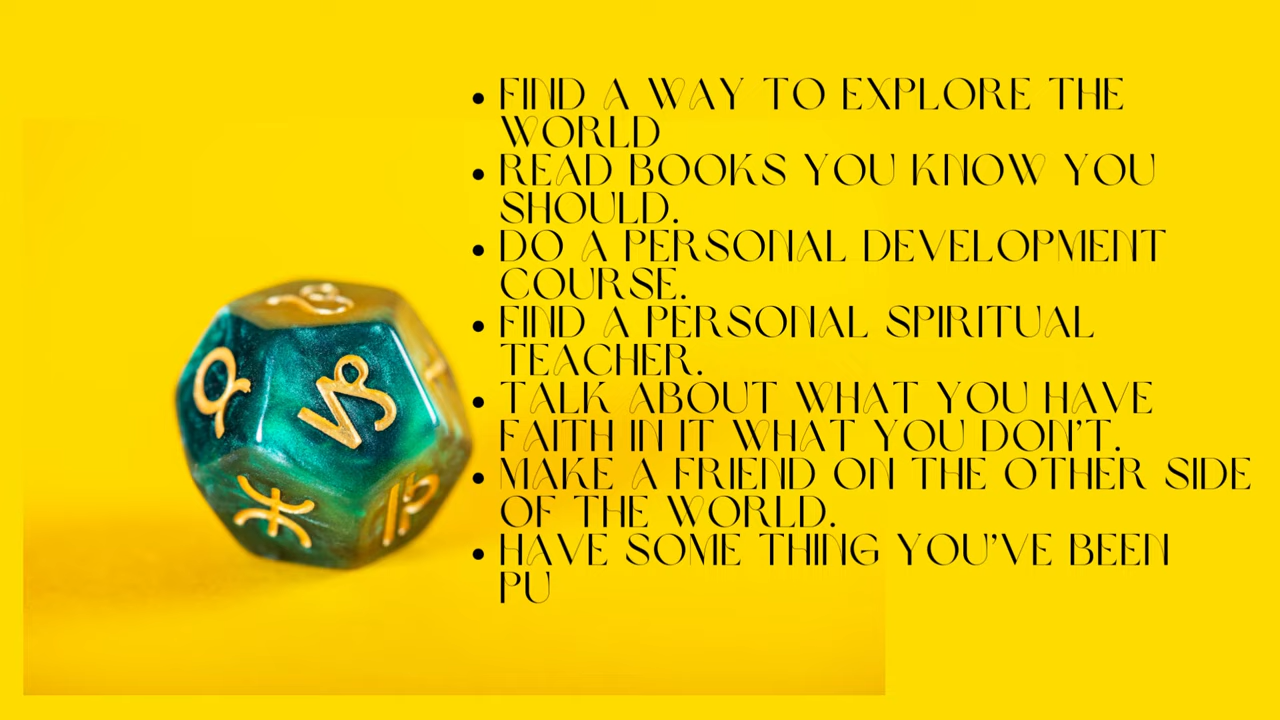 • FIND A WAY TO EXPLORE THE
WORLD
• READ BOOKS YOU KNOW YOU
SHOULD.
• DO A PERSONAL DEVELOPMENT
COURSE.
• FIND A PERSONAL SPIRITUAL
TEACHER.
• TALK ABOUT WHAT YOU HAVE
FAITH IN IT WHAT YOU DON'T.
• MAKE A FRIEND ON THE OTHER SIDE
OF THE WORLD.
• HAVE SOME THING YOU'VE BEEN
PU